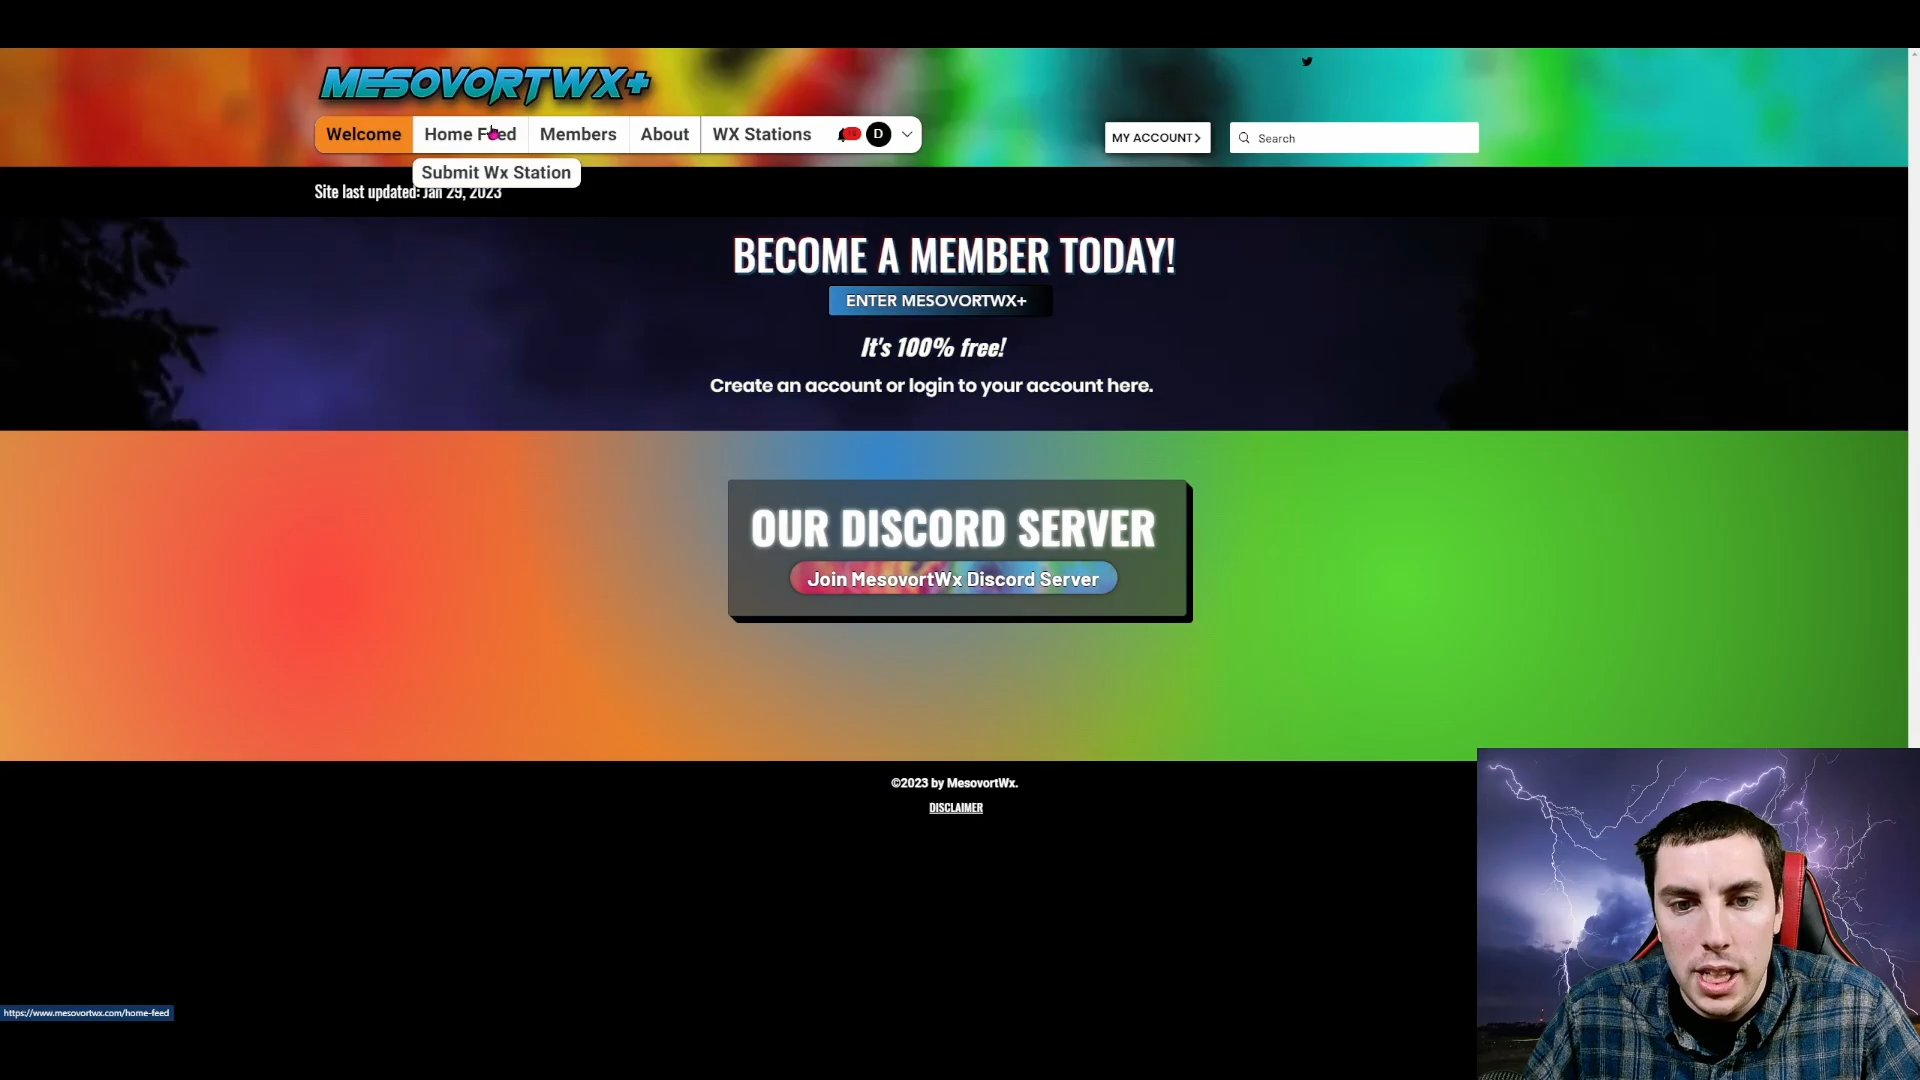 MESOVORTWX+
Welcome
Home Feed
Members
About
WX Stations
D
MY ACCOUNT
Search
Submit Wx Station
Site last updated: Jan 29, 2023
BECOME A MEMBER TODAY!
ENTER MESOVORTWX+
It's 100% free!
Create an account or login to your account here.
OUR DISCORD SERVER
Join MesovortWx Discord Server
©2023 by MesovortWx.
DISCLAIMER
https://www.mesovortwx.com/home-feed